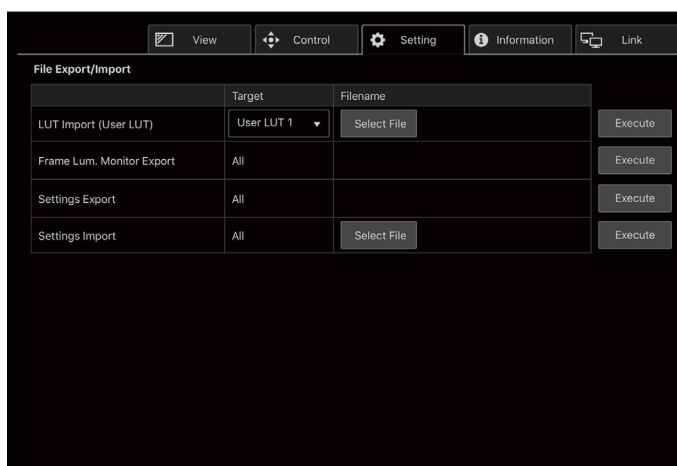 View Control Setting Information Link
File Export/Import
Target Filename
LUT Import (User LUT) User LUT 1 Select File Execute
Frame Lum. Monitor Export All Execute
Settings Export All Execute
Settings Import All Select File Execute